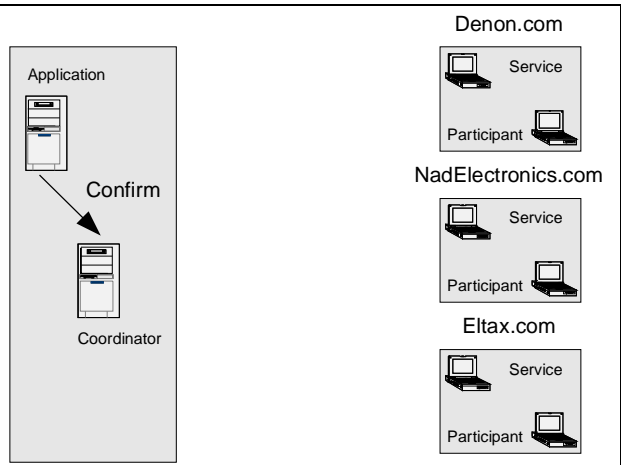 Application
Confirm
Coordinator
Denon.com
Service
Participant
NadElectronics.com
Service
Participant
Eltax.com
Service
Participant